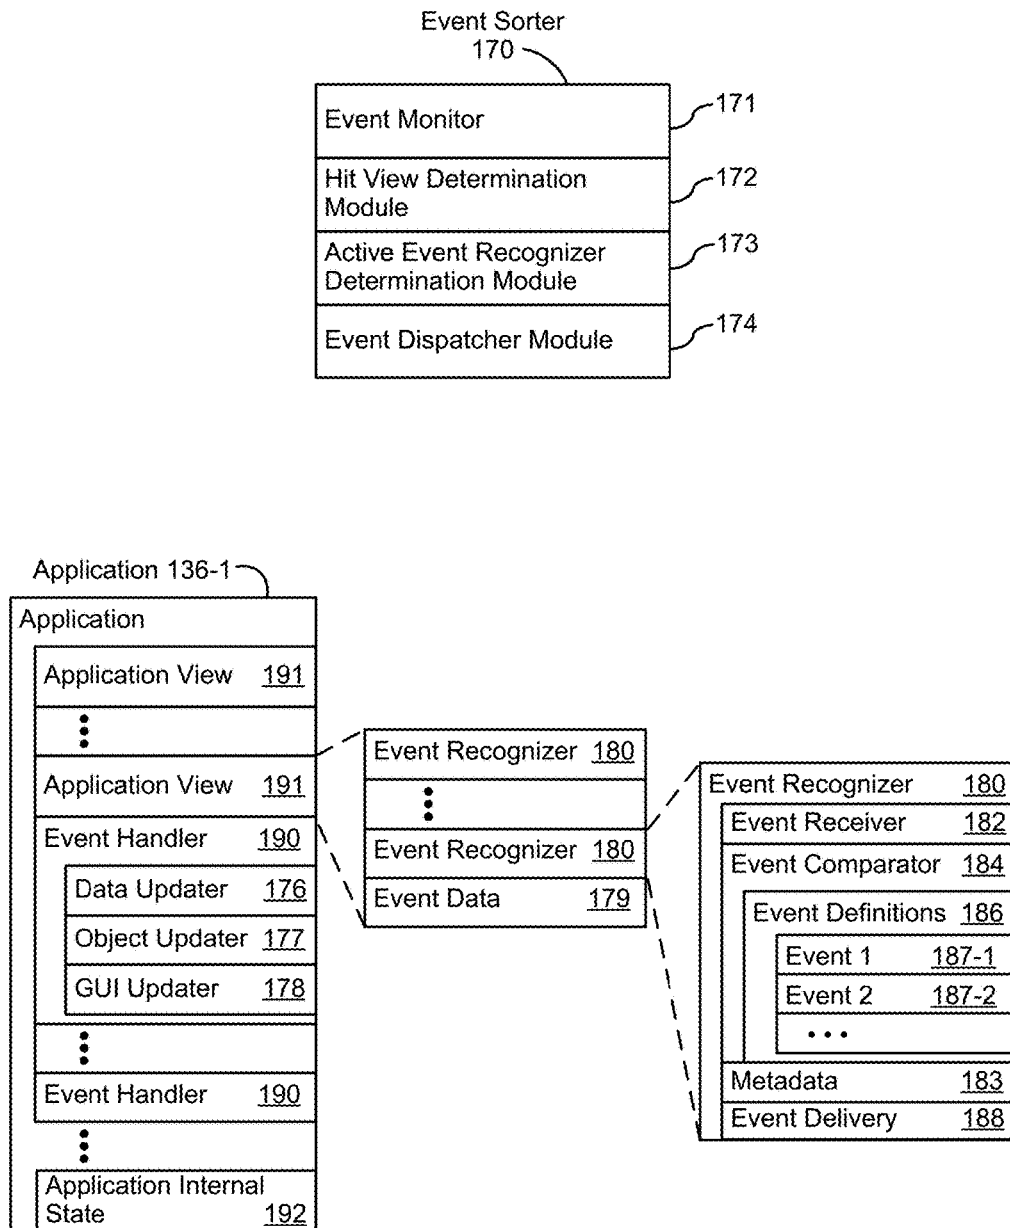 Event Sorter
170
Event Monitor
171
Hit View Determination
Module
172
Active Event Recognizer
Determination Module
173
Event Dispatcher Module
174
Application 136-1
Application
Application View 191
Application View 191
Event Handler 190
Data Updater 176
Object Updater 177
GUI Updater 178
Event Handler 190
Application Internal
State 192
Event Recognizer 180
Event Recognizer 180
Event Data 179
Event Recognizer 180
Event Receiver 182
Event Comparator 184
Event Definitions 186
Event 1 187-1
Event 2 187-2
• • •
Metadata 183
Event Delivery 188